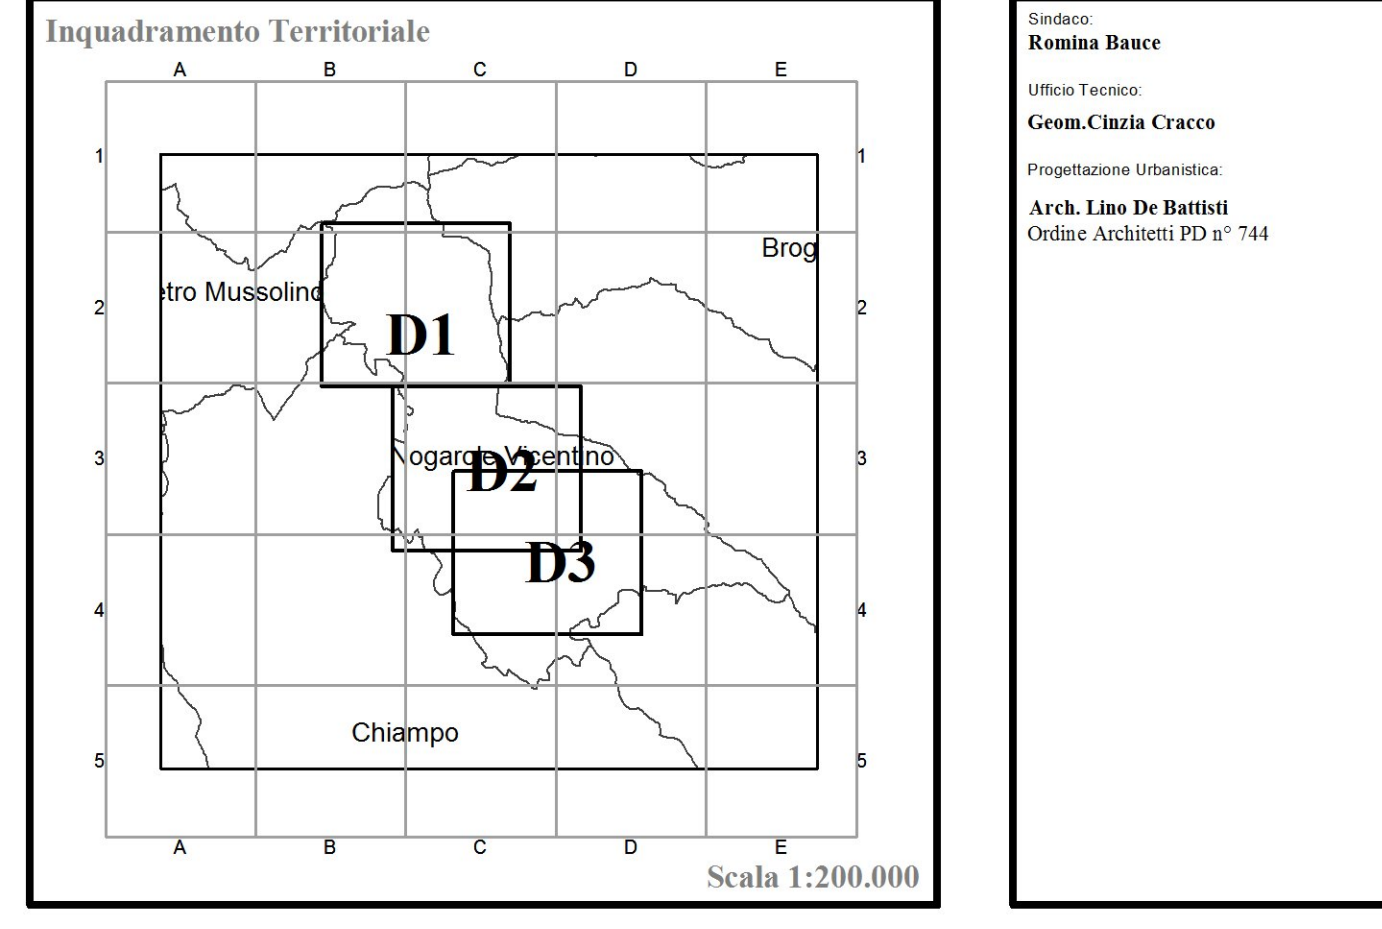 Inquadramento Territoriale
A B C D E
1 1
Brog
etro Mussolino
2 2
D1
Nogarole Vicentino
3 3
D2
D3
4 4
Chiampo
5 5
A B C D E
Scala 1:200.000
Sindaco:
Romina Bauce
Ufficio Tecnico:
Geom.Cinzia Cracco
Progettazione Urbanistica:
Arch. Lino De Battisti
Ordine Architetti PD n° 744